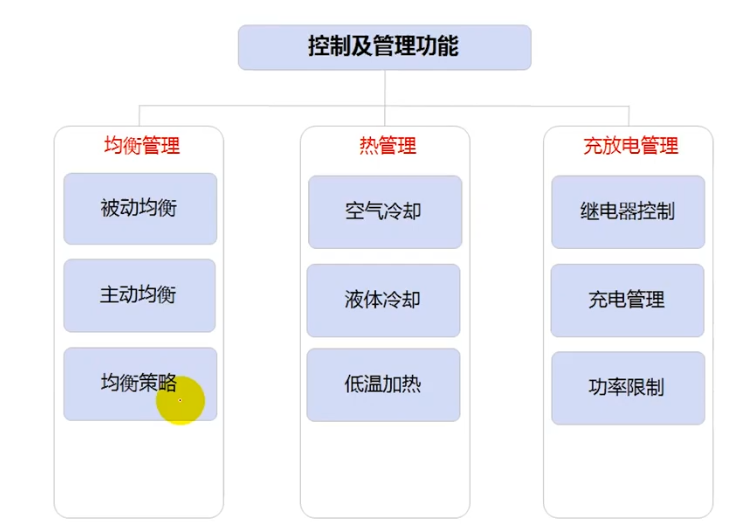 控制及管理功能
均衡管理
被动均衡
主动均衡
均衡策略
热管理
空气冷却
液体冷却
低温加热
充放电管理
继电器控制
充电管理
功率限制